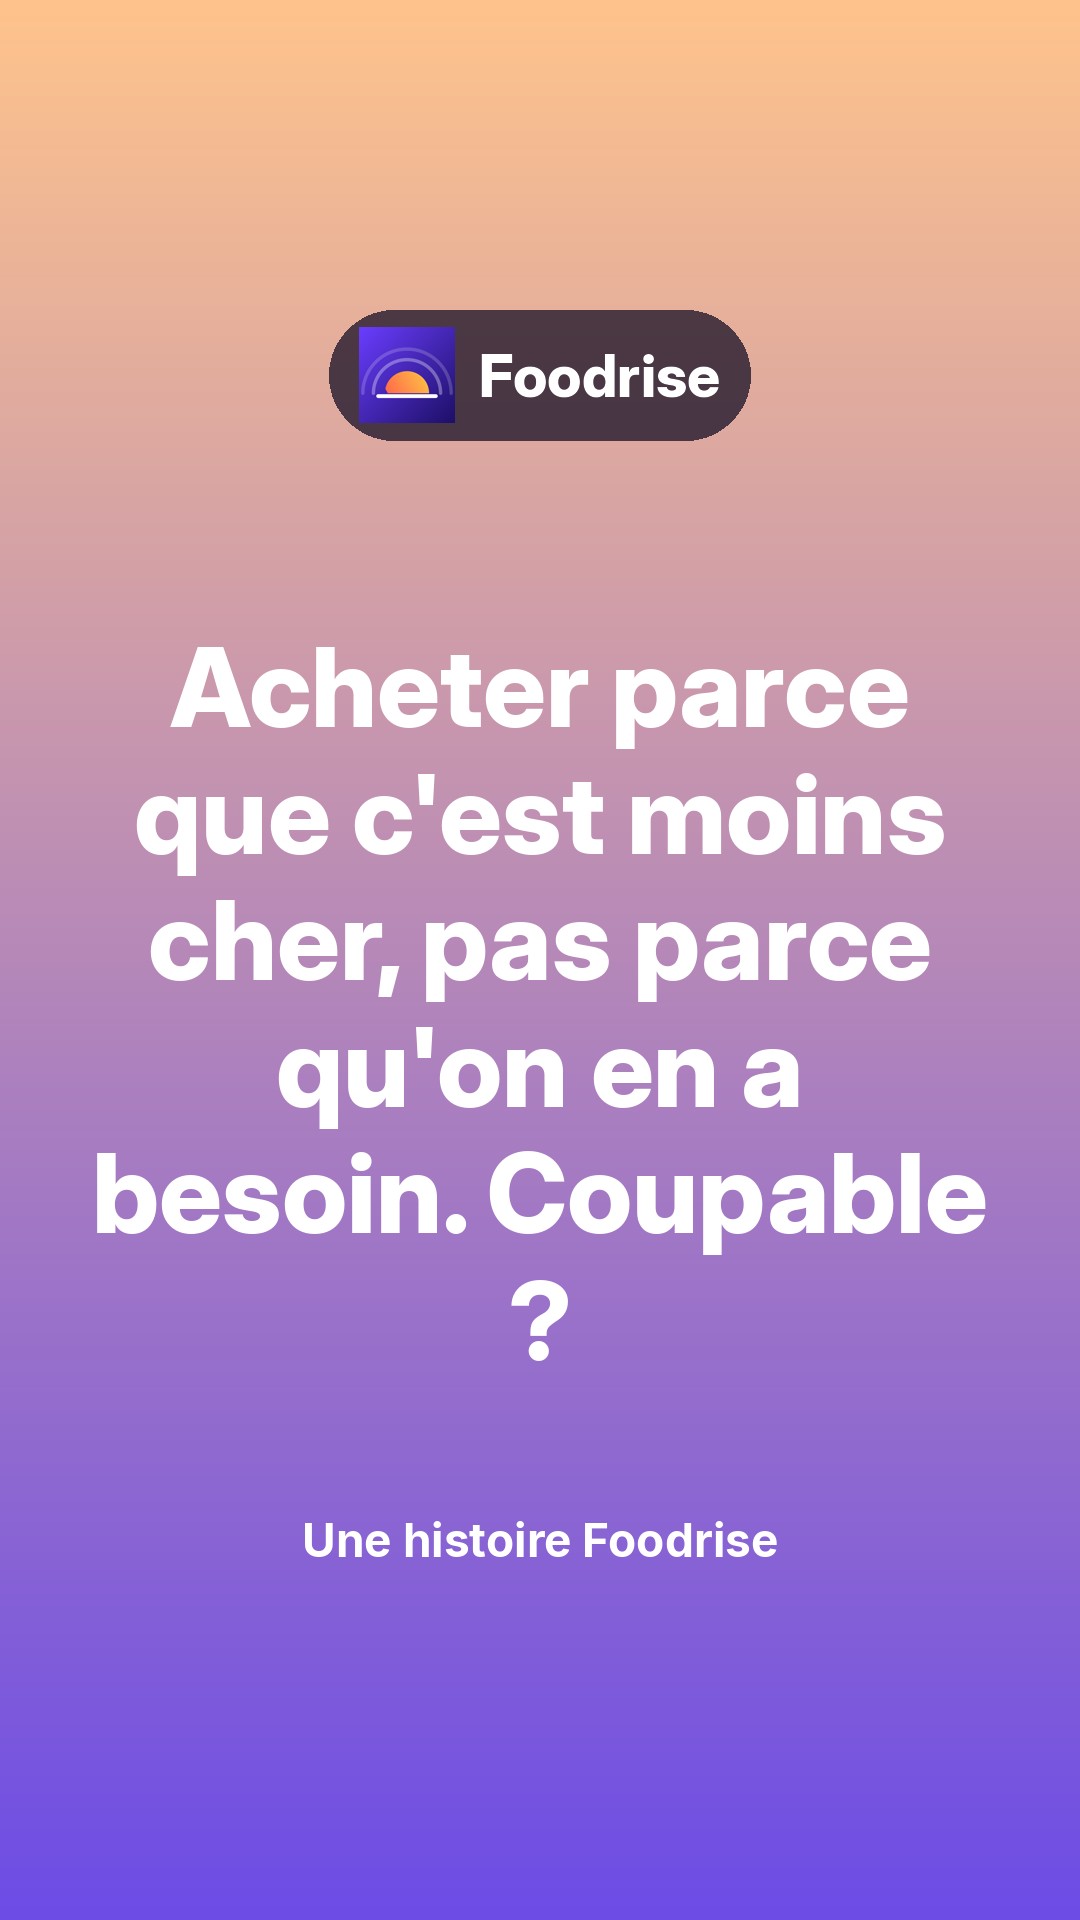 Foodrise
Acheter parce
que c'est moins
cher, pas parce
qu'on en a
besoin. Coupable
?
Une histoire Foodrise